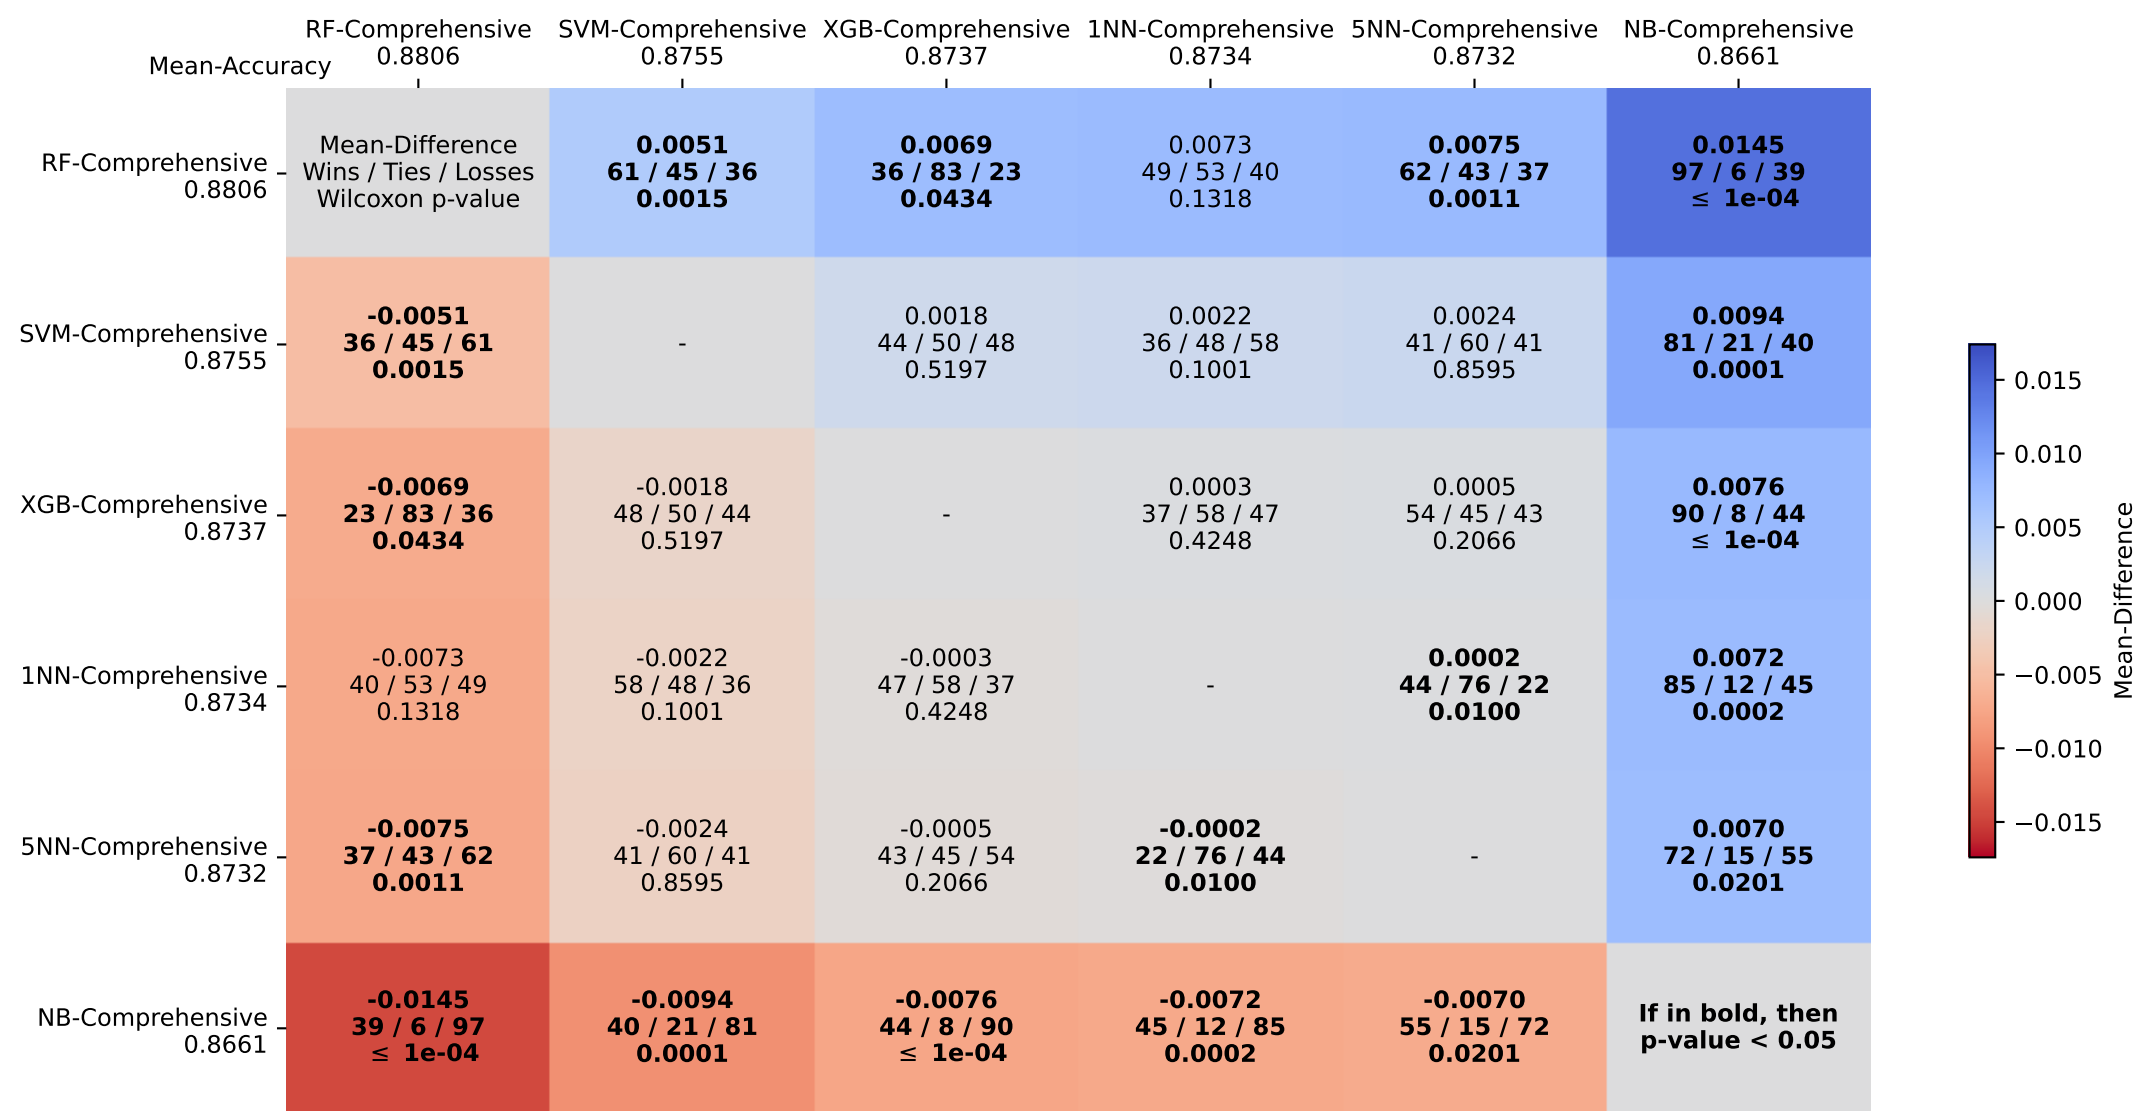 RF-Comprehensive SVM-Comprehensive XGB-Comprehensive 1NN-Comprehensive 5NN-Comprehensive NB-Comprehensive
Mean-Accuracy 0.8806 0.8755 0.8737 0.8734 0.8732 0.8661
RF-Comprehensive
0.8806
Mean-Difference
Wins / Ties / Losses
Wilcoxon p-value
0.0051
61 / 45 / 36
0.0015
0.0069
36 / 83 / 23
0.0434
0.0073
49 / 53 / 40
0.1318
0.0075
62 / 43 / 37
0.0011
0.0145
97 / 6 / 39
≤ 1e-04
SVM-Comprehensive
0.8755
-0.0051
36 / 45 / 61
0.0015
-
0.0018
44 / 50 / 48
0.5197
0.0022
36 / 48 / 58
0.1001
0.0024
41 / 60 / 41
0.8595
0.0094
81 / 21 / 40
0.0001
XGB-Comprehensive
0.8737
-0.0069
23 / 83 / 36
0.0434
-0.0018
48 / 50 / 44
0.5197
-
0.0003
37 / 58 / 47
0.4248
0.0005
54 / 45 / 43
0.2066
0.0076
90 / 8 / 44
≤ 1e-04
1NN-Comprehensive
0.8734
-0.0073
40 / 53 / 49
0.1318
-0.0022
58 / 48 / 36
0.1001
-0.0003
47 / 58 / 37
0.4248
-
0.0002
44 / 76 / 22
0.0100
0.0072
85 / 12 / 45
0.0002
5NN-Comprehensive
0.8732
-0.0075
37 / 43 / 62
0.0011
-0.0024
41 / 60 / 41
0.8595
-0.0005
43 / 45 / 54
0.2066
-0.0002
22 / 76 / 44
0.0100
-
0.0070
72 / 15 / 55
0.0201
NB-Comprehensive
0.8661
-0.0145
39 / 6 / 97
≤ 1e-04
-0.0094
40 / 21 / 81
0.0001
-0.0076
44 / 8 / 90
≤ 1e-04
-0.0072
45 / 12 / 85
0.0002
-0.0070
55 / 15 / 72
0.0201
If in bold, then
p-value < 0.05
0.015
0.010
0.005
0.000
−0.005
−0.010
−0.015
Mean-Difference